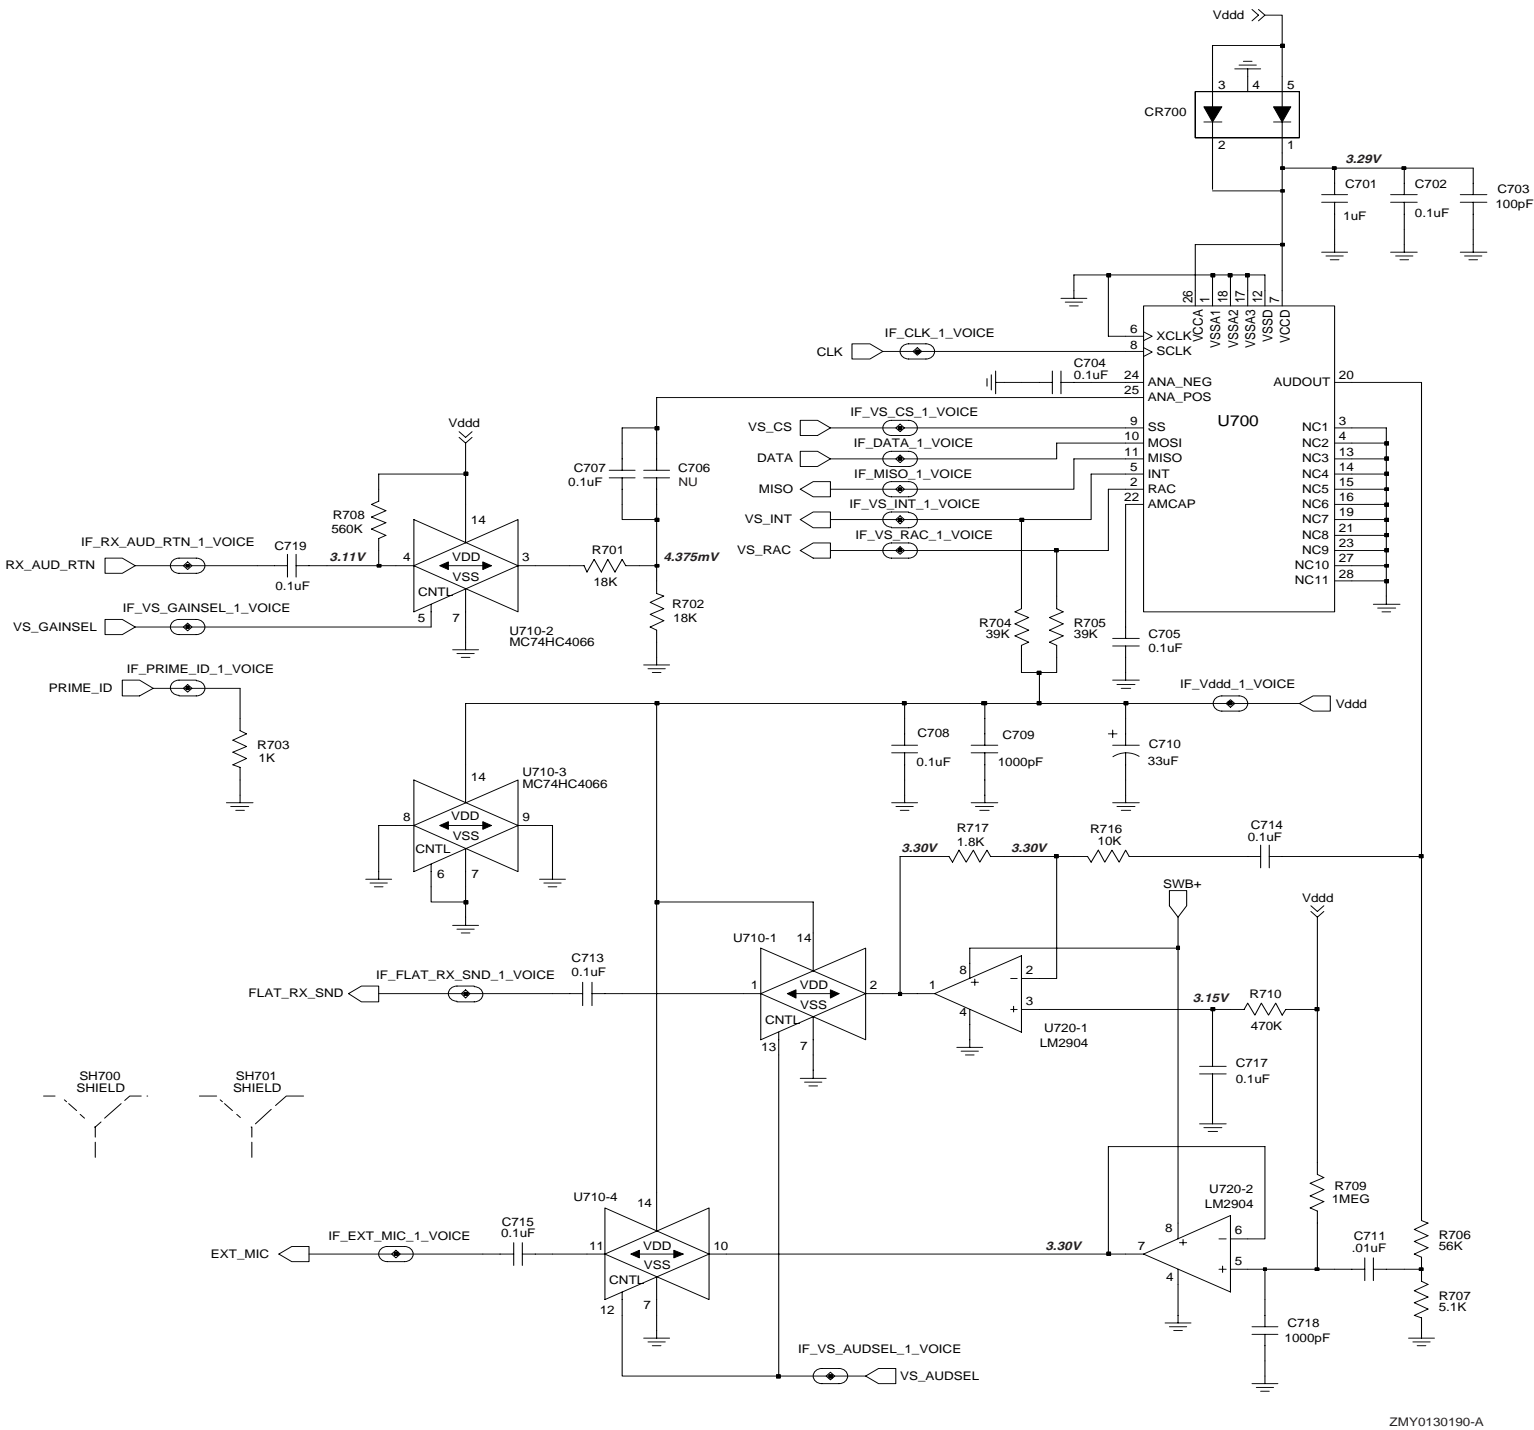 Vddd
3
4
5
CR700
2
1
3.29V
C701
1uF
C702
0.1uF
C703
100pF
26
1
18
17
12
7
VCCA
VSSA1
VSSA2
VSSA3
VSSD
VCCD
6
XCLK
8
SCLK
CLK
IF_CLK_1_VOICE
C704
0.1uF
24
ANA_NEG
25
ANA_POS
AUDOUT
20
U700
VS_CS
IF_VS_CS_1_VOICE
9
SS
DATA
IF_DATA_1_VOICE
10
MOSI
MISO
IF_MISO_1_VOICE
11
MISO
VS_INT
IF_VS_INT_1_VOICE
5
INT
VS_RAC
IF_VS_RAC_1_VOICE
2
RAC
22
AMCAP
NC1
3
NC2
4
NC3
13
NC4
14
NC5
15
NC6
16
NC7
19
NC8
21
NC9
23
NC10
27
NC11
28
Vddd
C707
0.1uF
C706
NU
R708
560K
14
IF_RX_AUD_RTN_1_VOICE
RX_AUD_RTN
C719
0.1uF
3.11V
4
VDD
VSS
3
CNTL
5
7
R701
18K
4.375mV
R702
18K
IF_VS_GAINSEL_1_VOICE
VS_GAINSEL
U710-2
MC74HC4066
R704
39K
R705
39K
C705
0.1uF
IF_PRIME_ID_1_VOICE
PRIME_ID
R703
1K
IF_Vddd_1_VOICE
Vddd
C708
0.1uF
C709
1000pF
+
C710
33uF
U710-3
MC74HC4066
14
8
VDD
VSS
9
CNTL
6
7
R717
1.8K
3.30V
3.30V
R716
10K
C714
0.1uF
SWB+
Vddd
U710-1
14
C713
0.1uF
IF_FLAT_RX_SND_1_VOICE
FLAT_RX_SND
1
VDD
VSS
2
CNTL
13
7
1
8
+
−
2
+
3
4
U720-1
LM2904
3.15V
R710
470K
C717
0.1uF
SH700
SHIELD
SH701
SHIELD
U710-4
14
C715
0.1uF
IF_EXT_MIC_1_VOICE
EXT_MIC
11
VDD
VSS
10
CNTL
12
7
3.30V
U720-2
LM2904
7
8
+
−
6
+
5
4
R709
1MEG
C711
.01uF
R706
56K
R707
5.1K
C718
1000pF
IF_VS_AUDSEL_1_VOICE
VS_AUDSEL
ZMY0130190-A